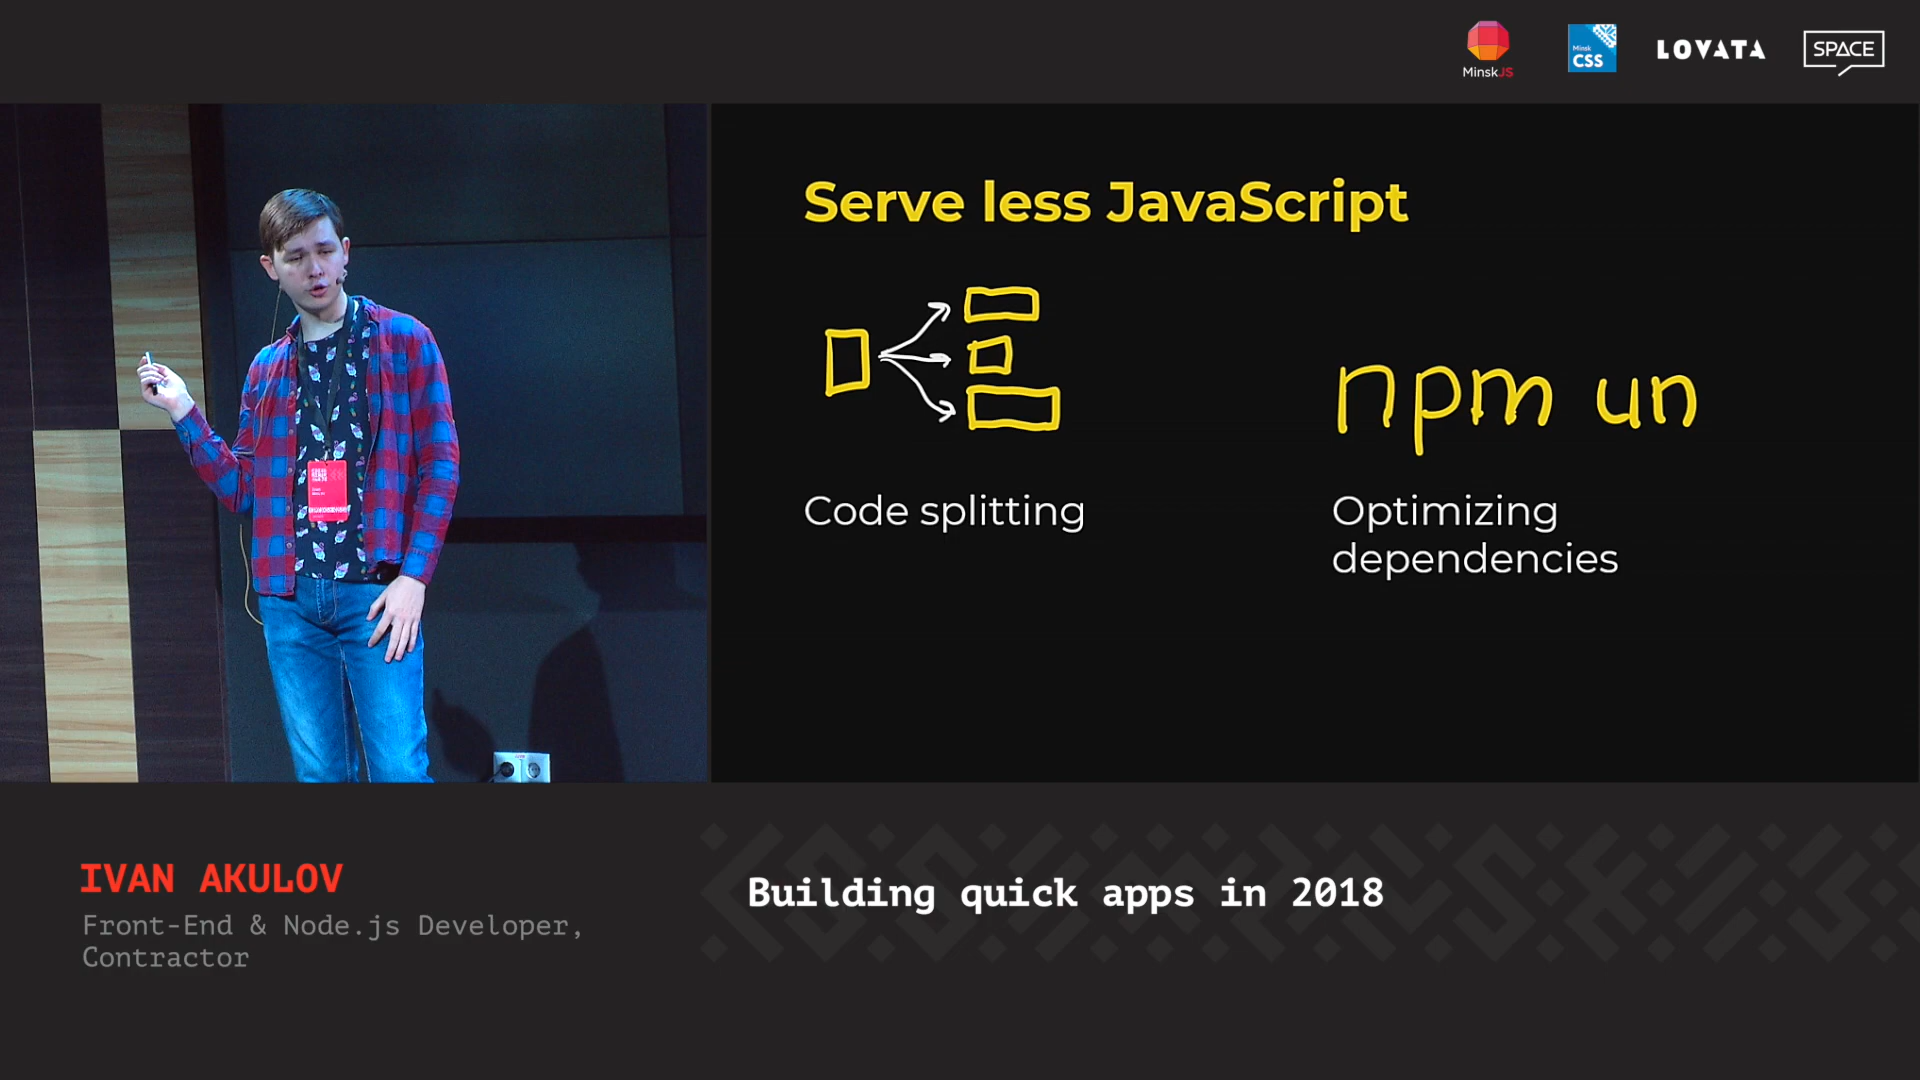 MinskJS
Minsk
CSS
LOVATA
SPACE
Serve less JavaScript
npm un
Code splitting
Optimizing
dependencies
IVAN AKULOV
Front-End & Node.js Developer,
Contractor
Building quick apps in 2018